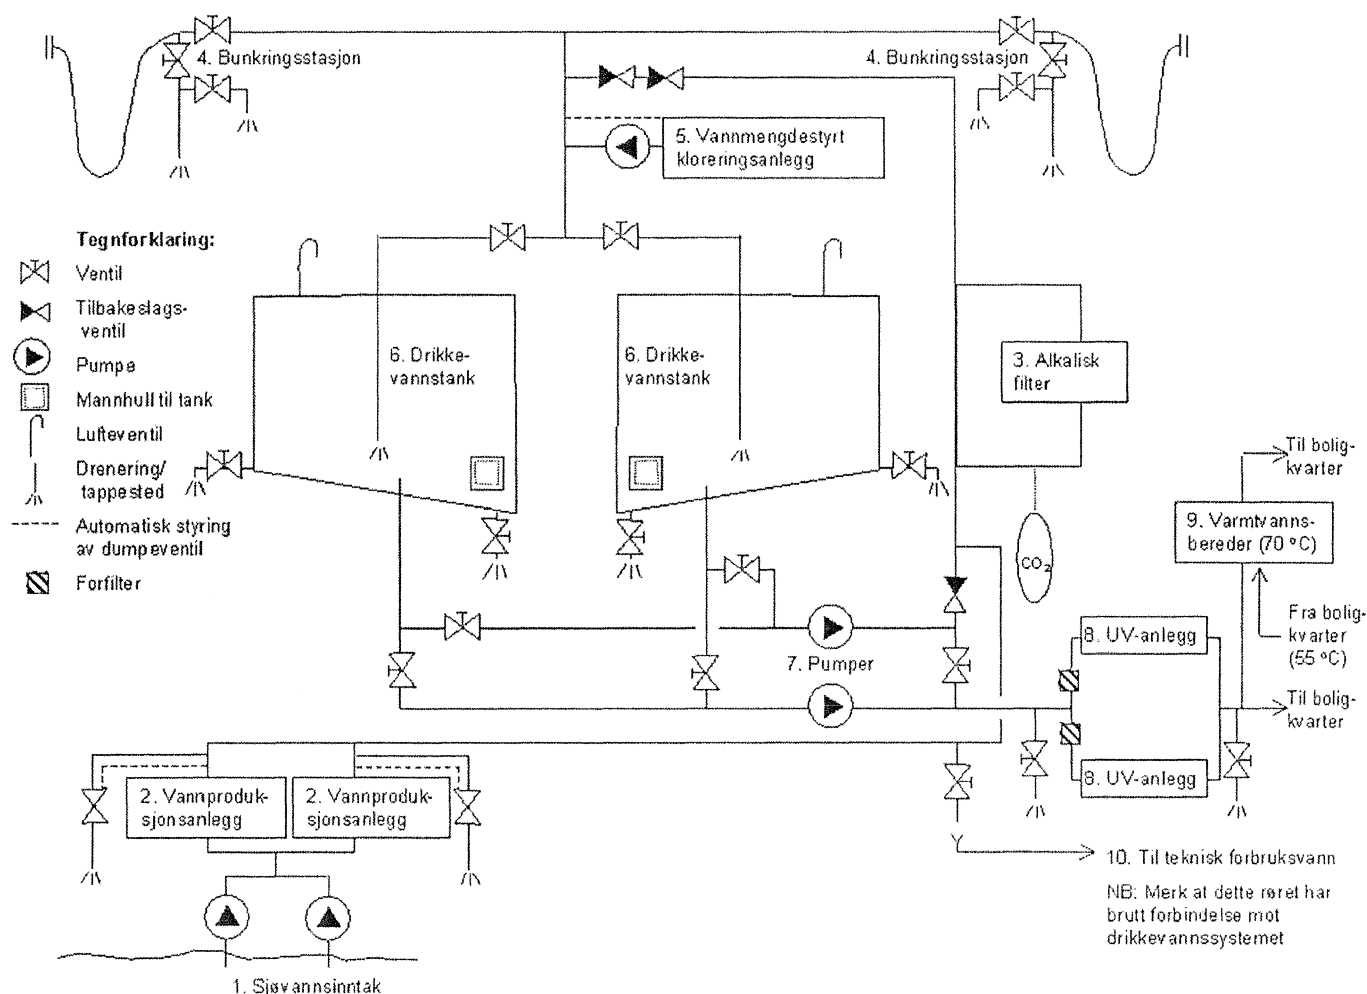 4. Bunkringsstasjon
4. Bunkringsstasjon
5. Vannmengdestyrt
kloreringsanlegg
Tegnforklaring:
Ventil
Tilbakeslags-
ventil
Pumpe
Mannhull til tank
Lufteventil
Drenering/
tappested
Automatisk styring
av dumpeventil
Forfilter
6. Drikke-
vannstank
6. Drikke-
vannstank
3. Alkalisk
filter
CO₂
Til bolig-
kvarter
9. Varmtvanns-
bereder (70 ºC)
Fra bolig-
kvarter
(55 ºC)
8. UV-anlegg
7. Pumper
Til bolig-
kvarter
8. UV-anlegg
2. Vannproduk-
sjonsanlegg
2. Vannproduk-
sjonsanlegg
10. Til teknisk forbruksvann
NB: Merk at dette røret har
brutt forbindelse mot
drikkevannssystemet
1. Sjøvannsinntak